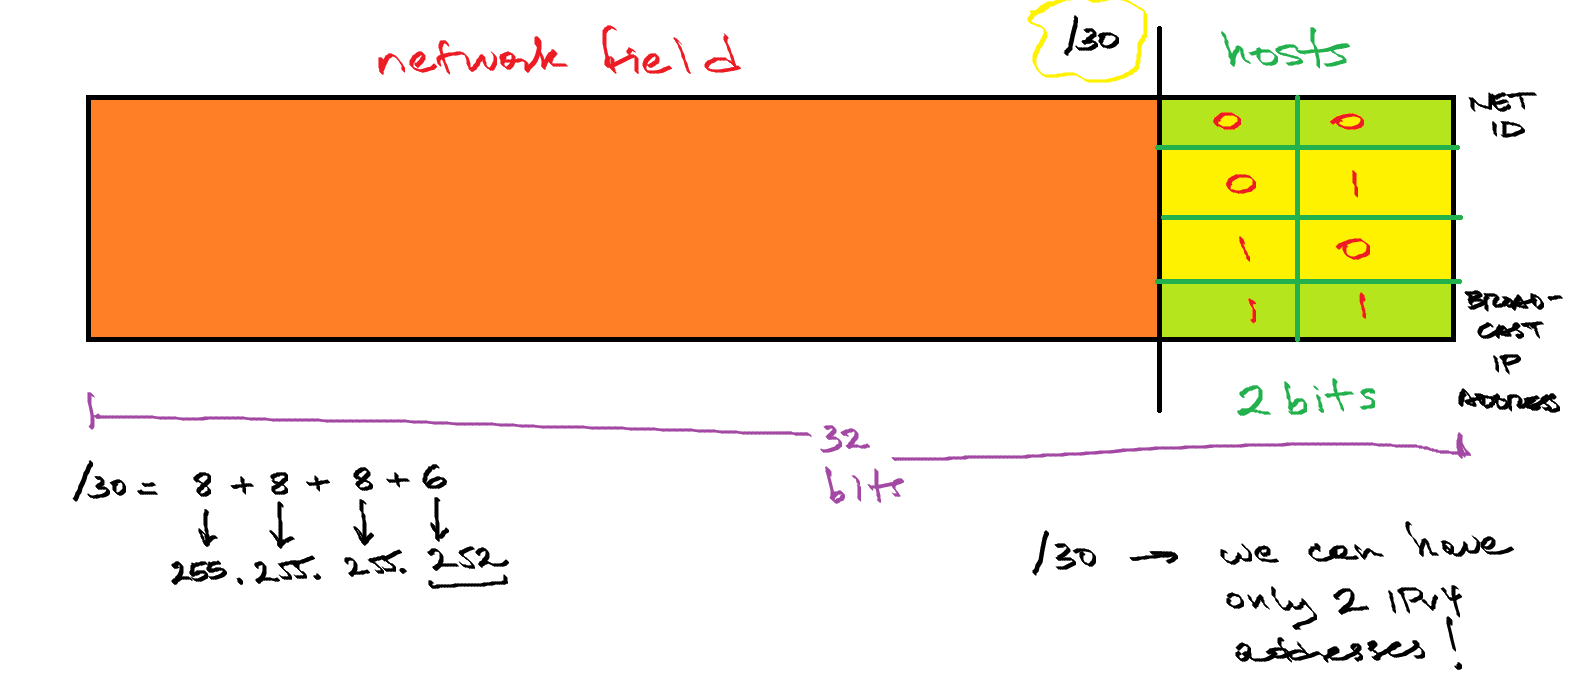 network field
/30
hosts
0 0
NET
ID
0 1
1 0
1 1
BROAD-
CAST
IP
ADDRESS
2 bits
32
bits
/30 = 8 + 8 + 8 + 6
255. 255. 255. 252
/30 → we can have
only 2 IPv4
addresses!